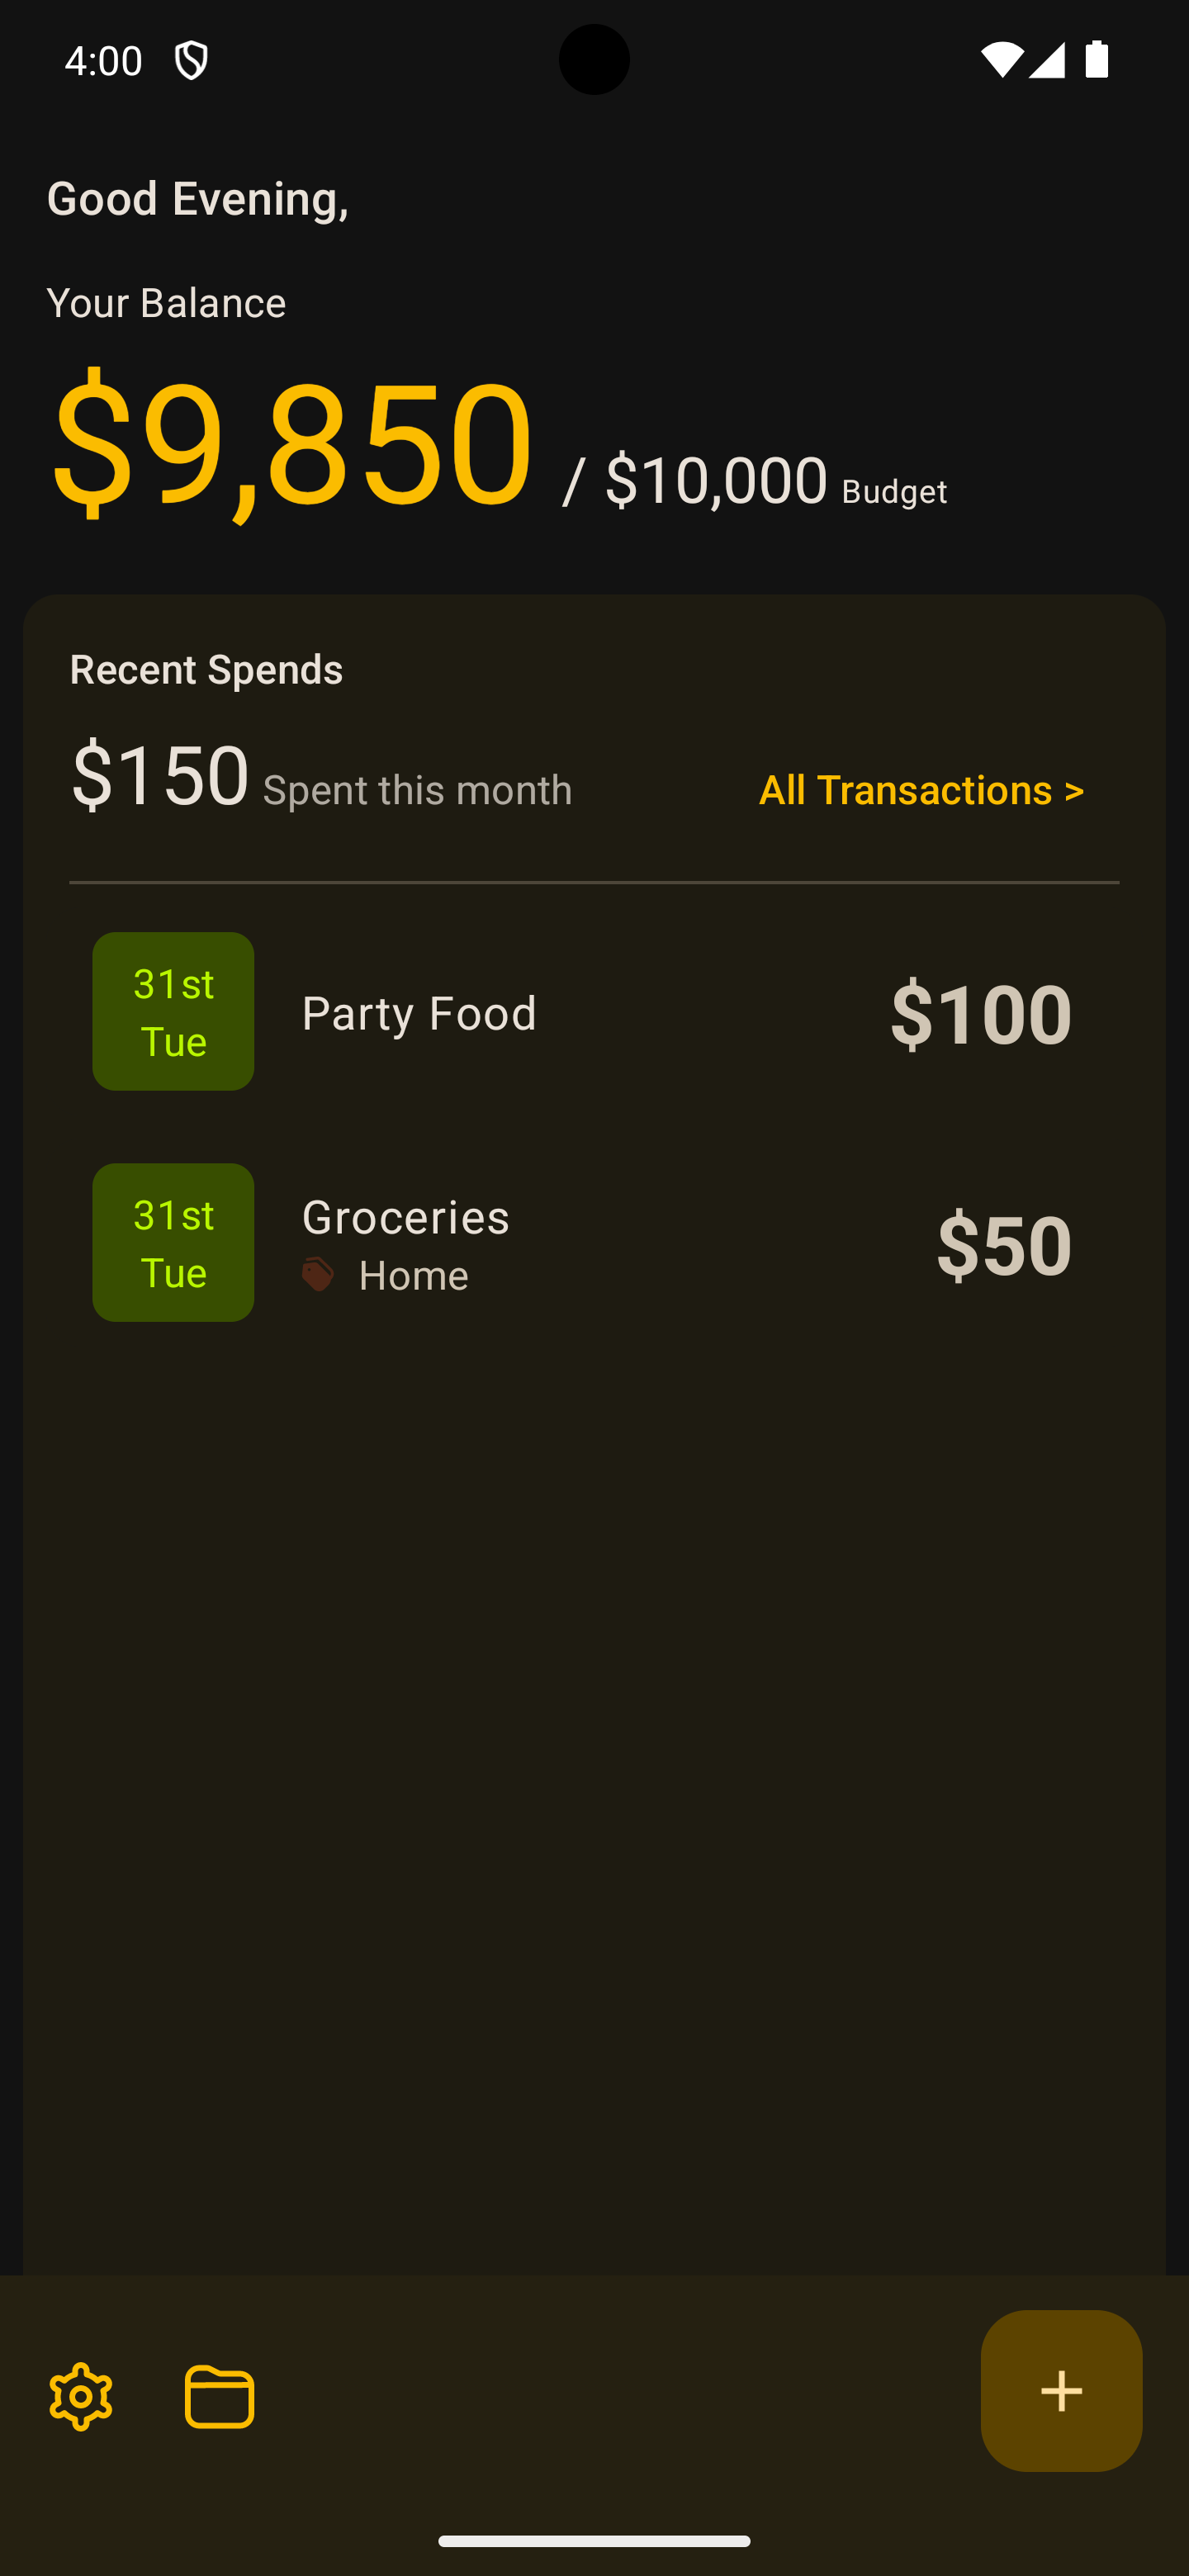 4:00
Good Evening,
Your Balance
$9,850 / $10,000 Budget
Recent Spends
$150 Spent this month
All Transactions >
31st
Tue
Party Food
$100
31st
Tue
Groceries
Home
$50